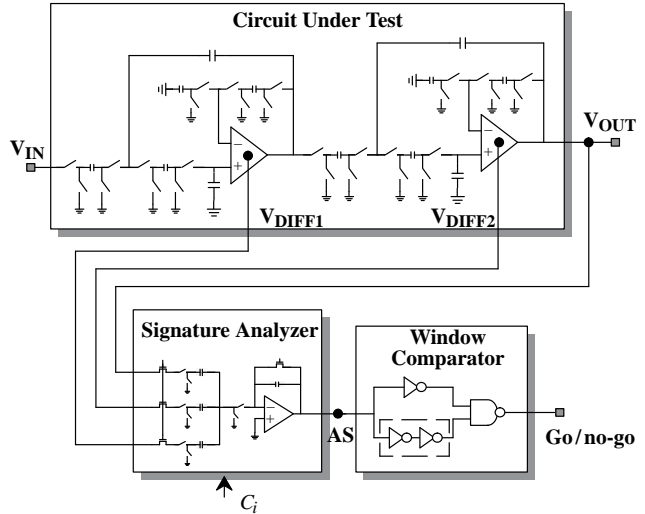 Circuit Under Test
V_IN
V_OUT
V_DIFF1
V_DIFF2
Signature Analyzer
Window
Comparator
AS
Go/no-go
C_i